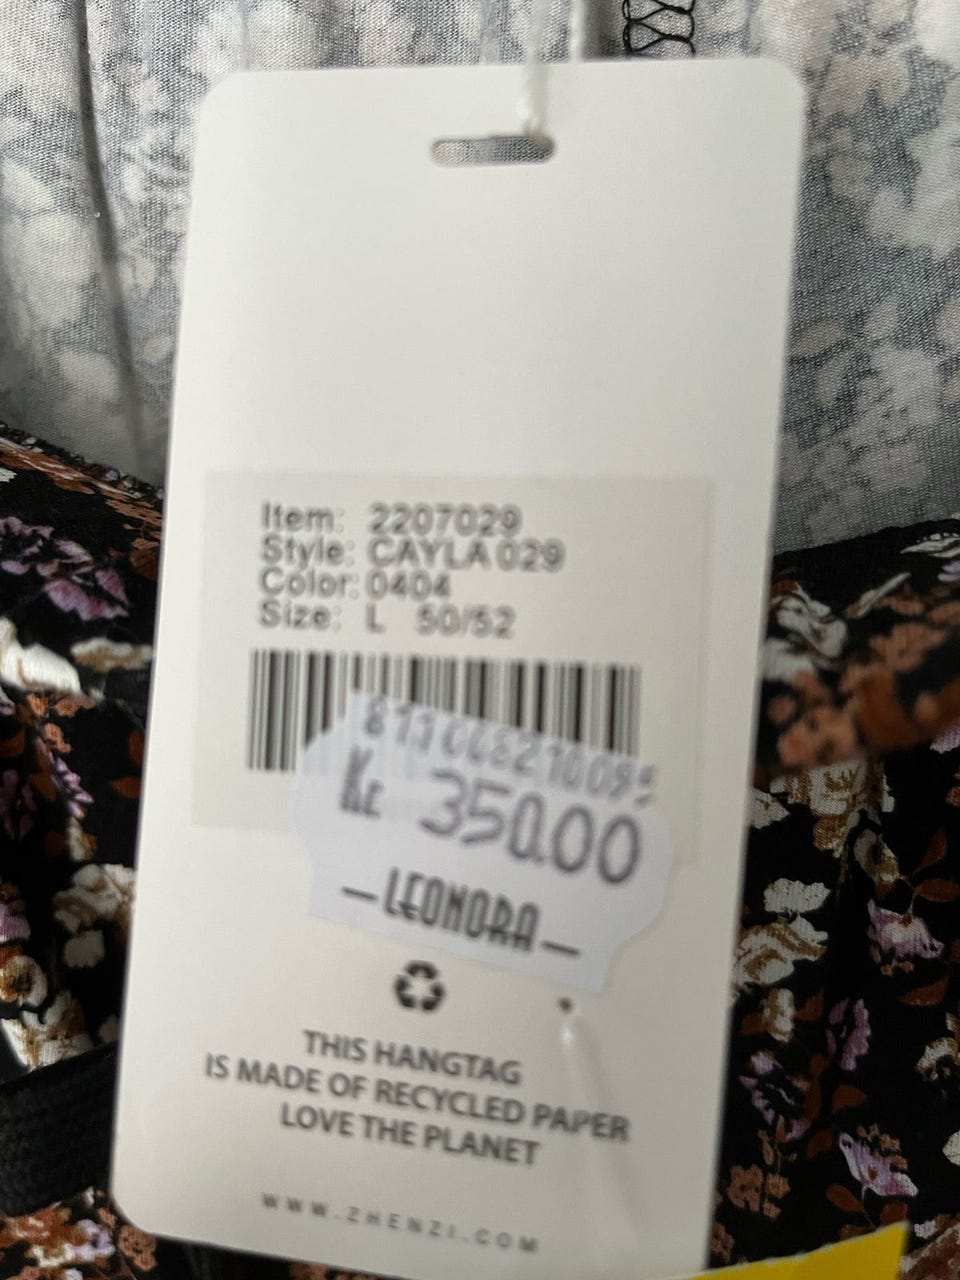 Item: 2207029
Style: CAYLA 029
Color: 0404
Size: L 50/52
Kr. 350.00
— LEONORA —
THIS HANGTAG
IS MADE OF RECYCLED PAPER
LOVE THE PLANET
WWW.ZHENZI.COM